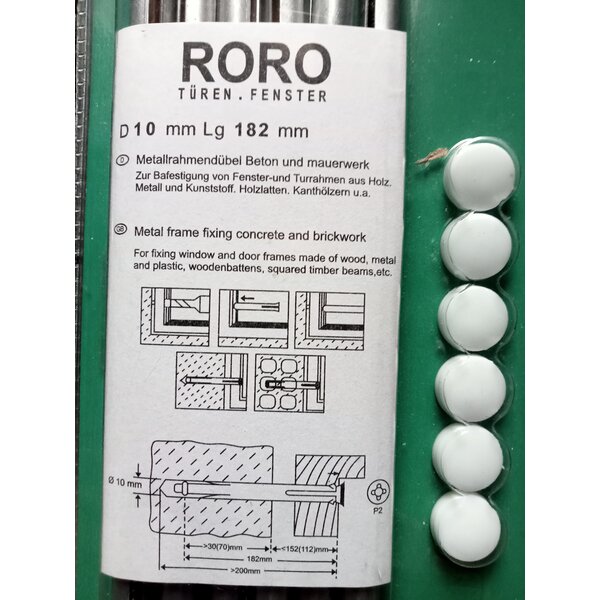 RORO
TÜREN . FENSTER
D 10 mm Lg 182 mm
D Metallrahmendübel Beton und mauerwerk
Zur Bafestigung von Fenster-und Turrahmen aus Holz.
Metall und Kunststoff. Holzlatten. Kanthölzern u.a.
GB Metal frame fixing concrete and brickwork
For fixing window and door frames made of wood, metal
and plastic, woodenbattens, squared timber beams,etc.
Ø 10 mm
P2
>30(70)mm
≤152(112)mm
182mm
>200mm